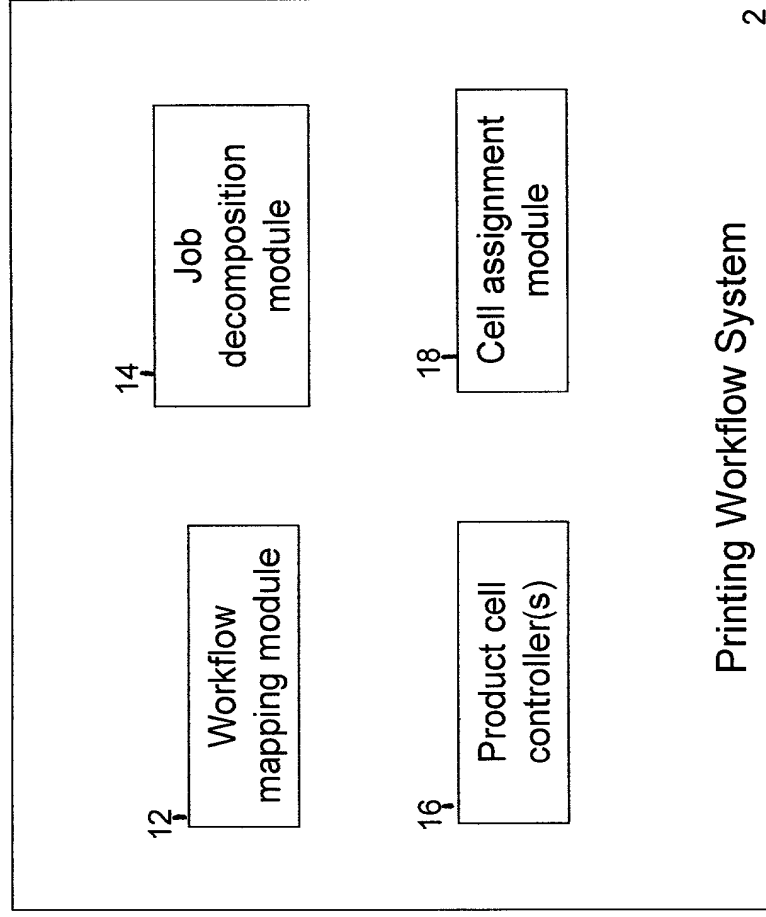 12
Workflow
mapping module
14
Job
decomposition
module
16
Product cell
controller(s)
18
Cell assignment
module
Printing Workflow System
2